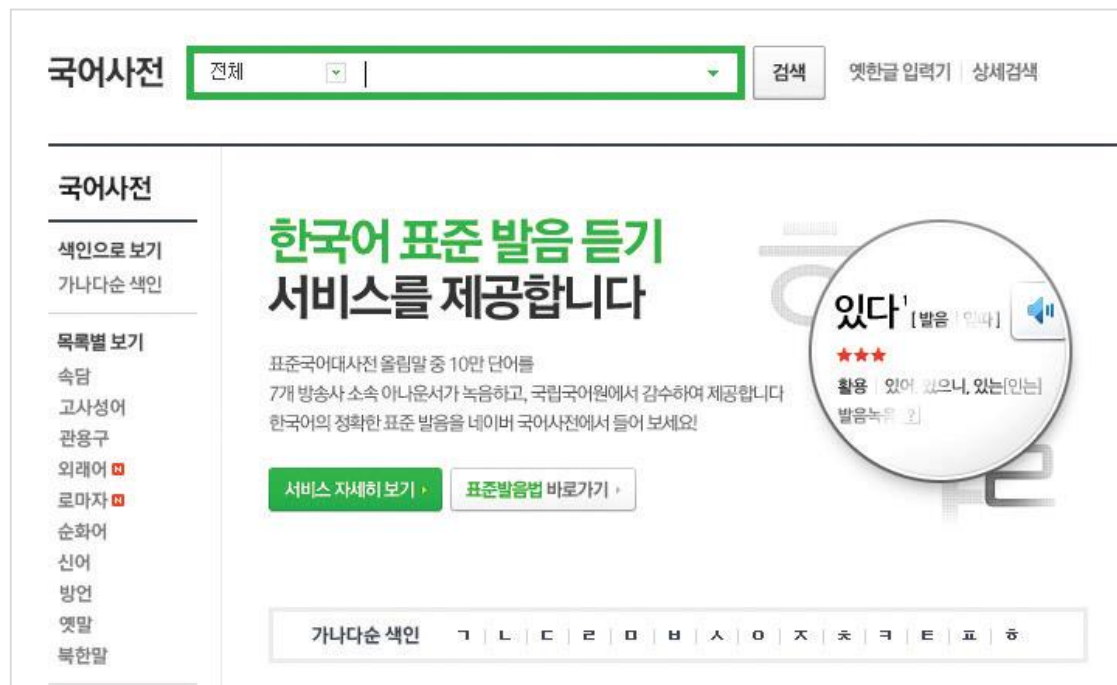 국어사전 전체 검색 옛한글 입력기 | 상세검색
국어사전
색인으로 보기
가나다순 색인
목록별 보기
속담
고사성어
관용구
외래어 N
로마자 N
순화어
신어
방언
옛말
북한말
한국어 표준 발음 듣기
서비스를 제공합니다
표준국어대사전 올림말 중 10만 단어를
7개 방송사 소속 아나운서가 녹음하고, 국립국어원에서 감수하여 제공합니다
한국어의 정확한 표준 발음을 네이버 국어사전에서 들어 보세요!
서비스 자세히 보기 표준발음법 바로가기
있다¹ [발음 | 읻따]
★★★
활용 | 있어, 있으니, 있는[인는]
발음녹음 ?
가나다순 색인 ㄱ | ㄴ | ㄷ | ㄹ | ㅁ | ㅂ | ㅅ | ㅇ | ㅈ | ㅊ | ㅋ | ㅌ | ㅍ | ㅎ